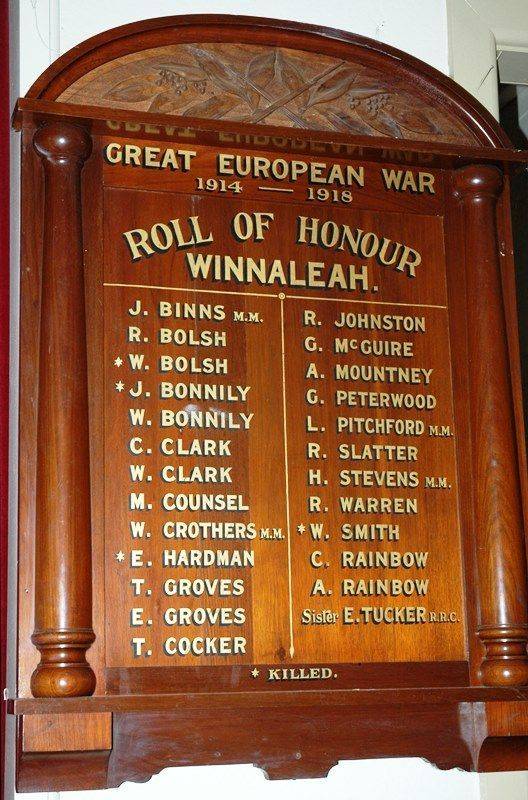 GREAT EUROPEAN WAR
1914 — 1918
ROLL OF HONOUR
WINNALEAH.
J. BINNS M.M.
R. BOLSH
* W. BOLSH
* J. BONNILY
W. BONNILY
C. CLARK
W. CLARK
M. COUNSEL
W. CROTHERS M.M.
* E. HARDMAN
T. GROVES
E. GROVES
T. COCKER
R. JOHNSTON
G. McGUIRE
A. MOUNTNEY
G. PETERWOOD
L. PITCHFORD M.M.
R. SLATTER
H. STEVENS M.M.
R. WARREN
* W. SMITH
C. RAINBOW
A. RAINBOW
Sister E. TUCKER R.R.C.
* KILLED.